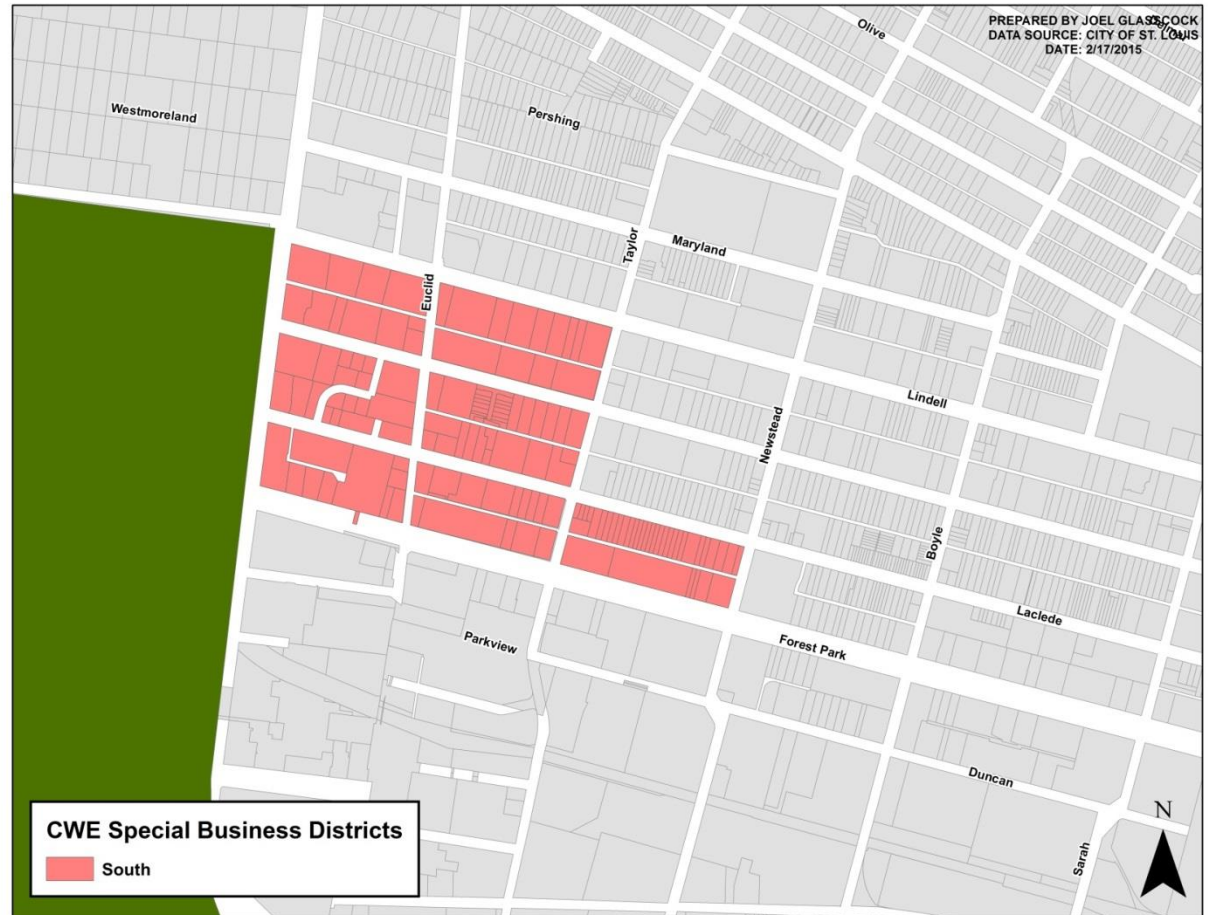 PREPARED BY JOEL GLASSCOCK
DATA SOURCE: CITY OF ST. LOUIS
DATE: 2/17/2015
Olive
Westmoreland
Pershing
Taylor
Maryland
Euclid
Lindell
Newstead
Boyle
Laclede
Forest Park
Parkview
Duncan
Sarah
N
CWE Special Business Districts
South